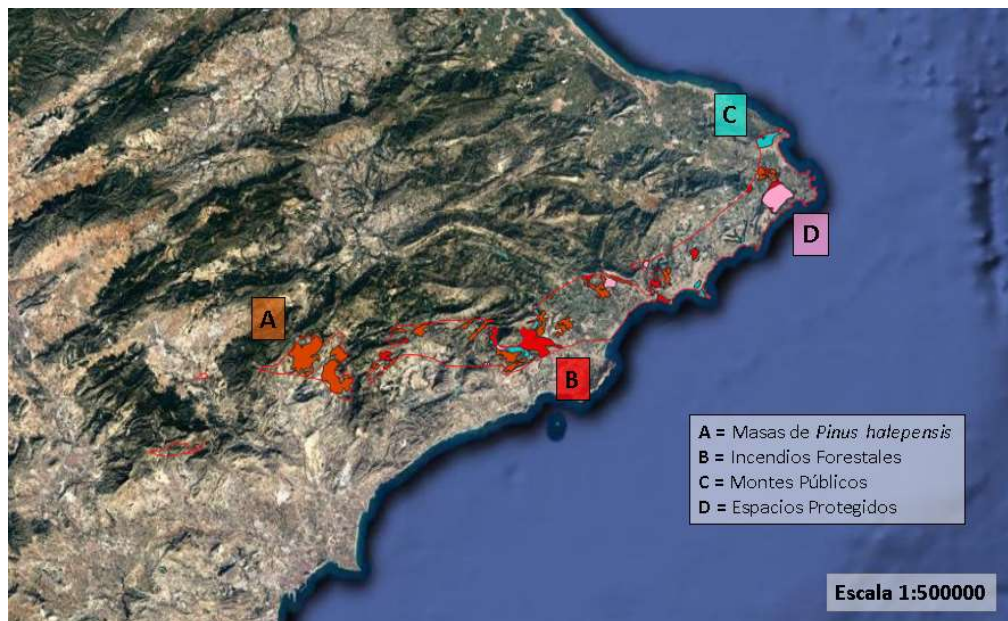 C
D
A
B
A = Masas de Pinus halepensis
B = Incendios Forestales
C = Montes Públicos
D = Espacios Protegidos
Escala 1:500000